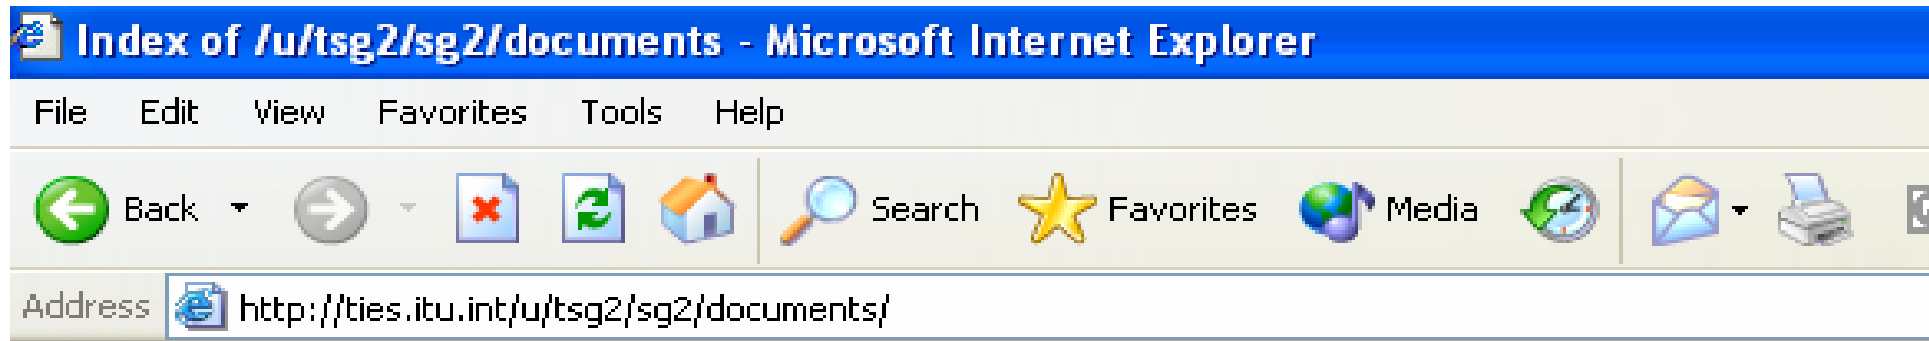 Index of /u/tsg2/sg2/documents - Microsoft Internet Explorer
File Edit View Favorites Tools Help
Back Search Favorites Media
Address http://ties.itu.int/u/tsg2/sg2/documents/